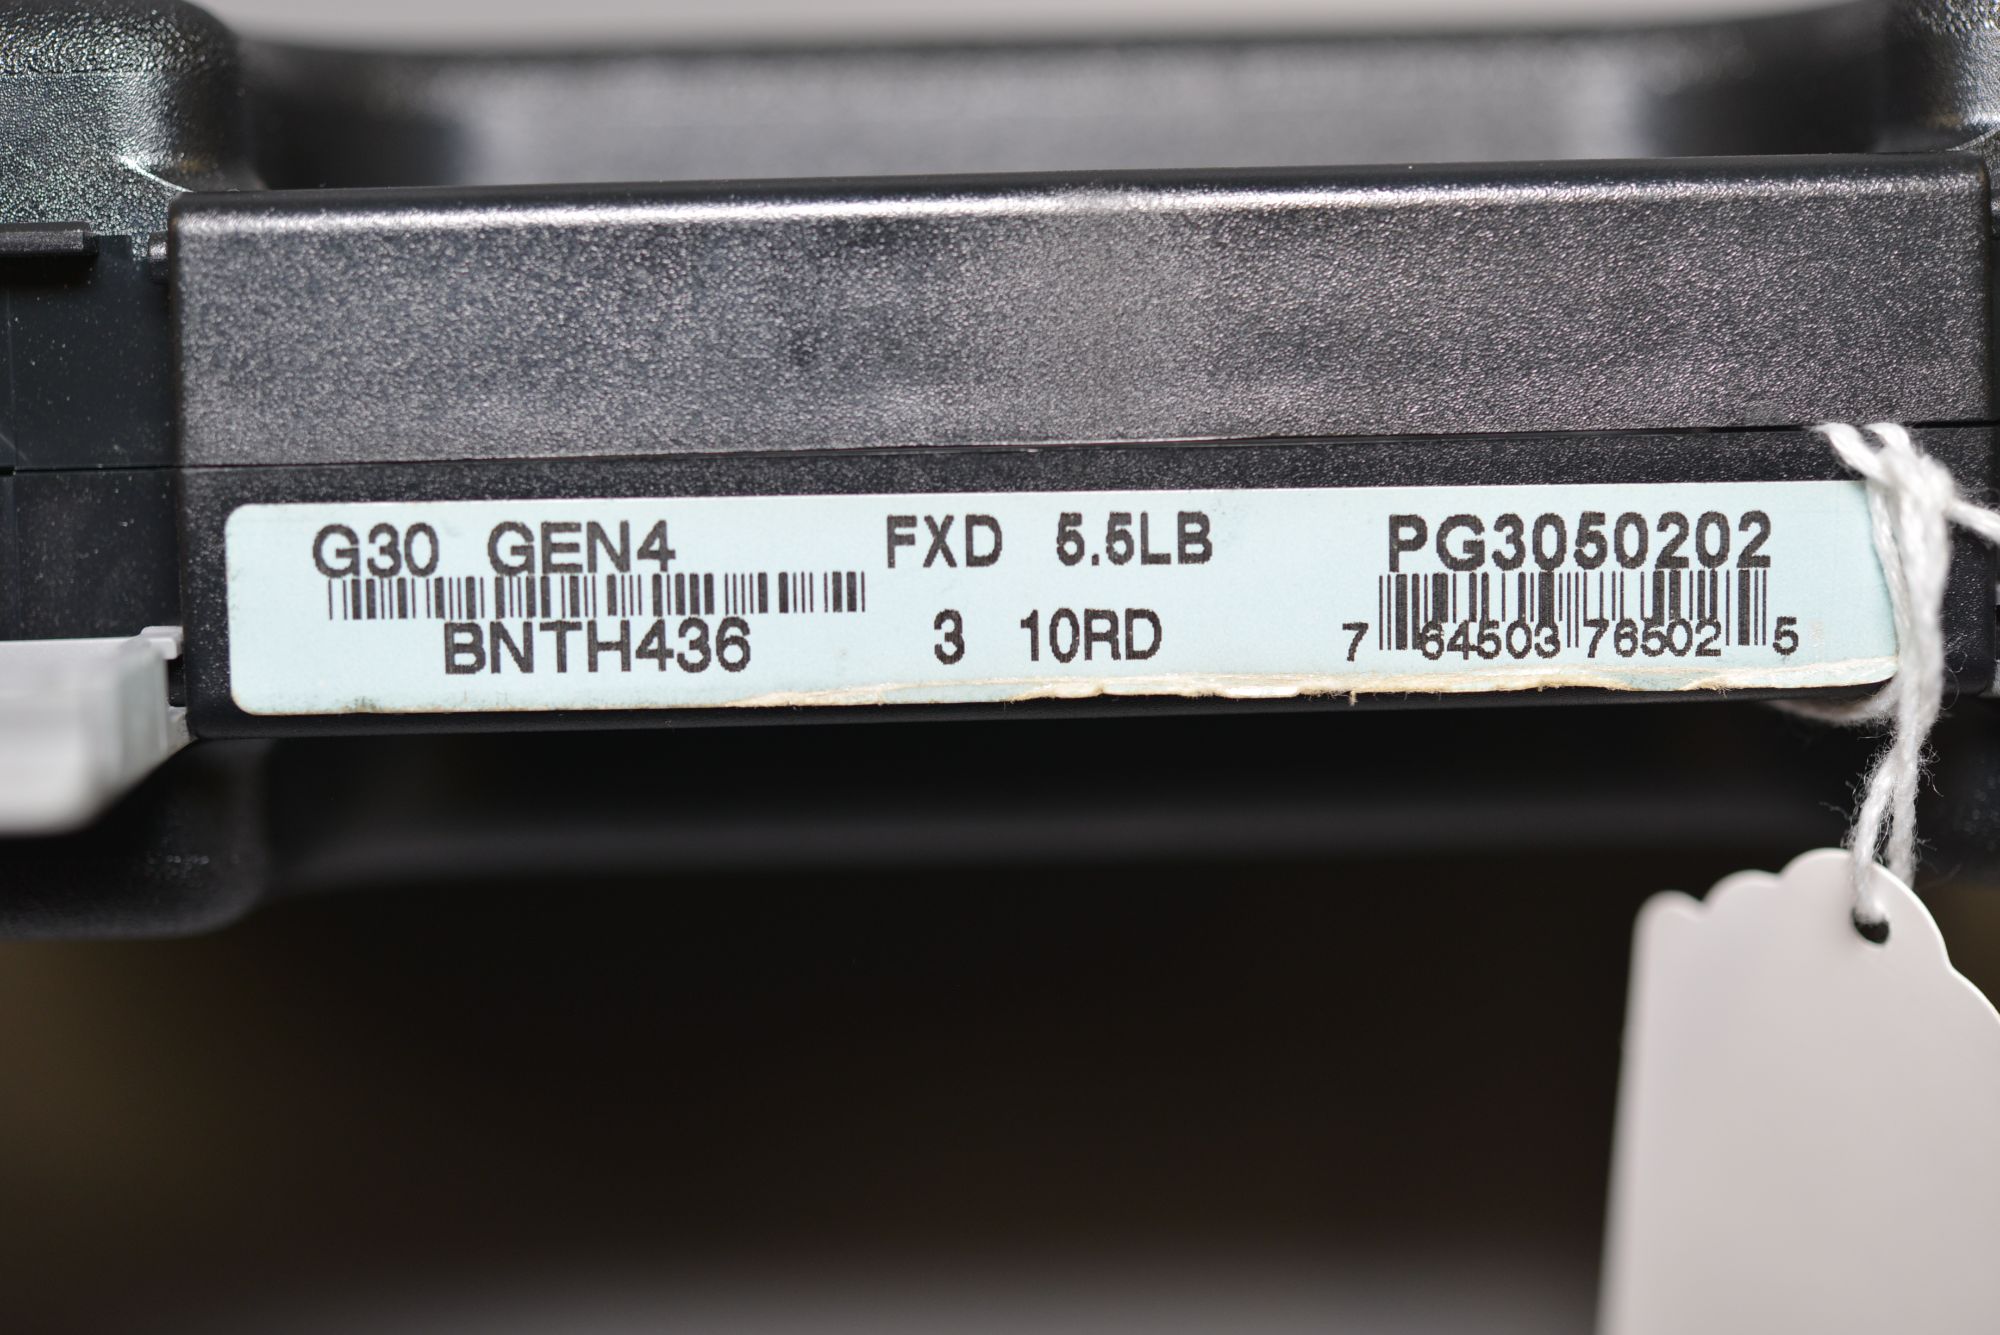 G30 GEN4 FXD 5.5LB PG3050202
BNTH436 3 10RD 7 64503 76502 5